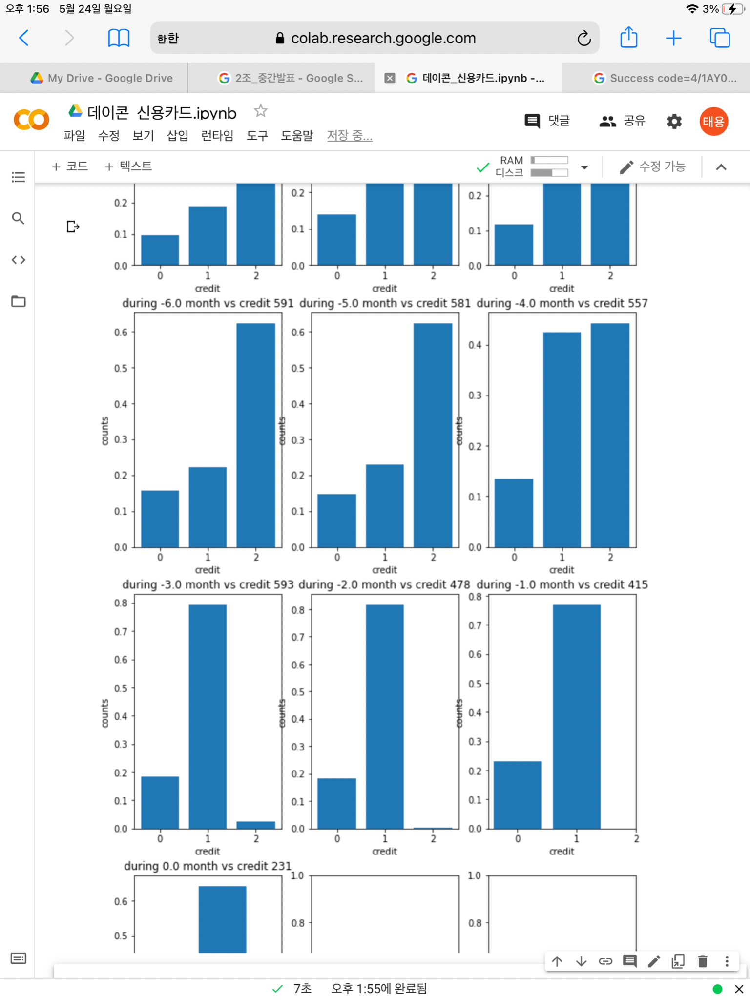 오후 1:56 5월 24일 월요일 3%
한한 colab.research.google.com
My Drive - Google Drive
2조_중간발표 - Google S...
데이콘_신용카드.ipynb -...
Success code=4/1AY0...
데이콘_신용카드.ipynb
댓글 공유 태용
파일 수정 보기 삽입 런타임 도구 도움말 저장 중...
+ 코드 + 텍스트
RAM
디스크
수정 가능
0.2
0.1
0.0
0 1 2
credit
0.2
0.1
0.0
0 1 2
credit
0.2
0.1
0.0
0 1 2
credit
during -6.0 month vs credit 591
0.6
0.5
0.4
0.3
0.2
0.1
0.0
counts
0 1 2
credit
during -5.0 month vs credit 581
0.6
0.5
0.4
0.3
0.2
0.1
0.0
counts
0 1 2
credit
during -4.0 month vs credit 557
0.4
0.3
0.2
0.1
0.0
counts
0 1 2
credit
during -3.0 month vs credit 593
0.8
0.7
0.6
0.5
0.4
0.3
0.2
0.1
0.0
counts
0 1 2
credit
during -2.0 month vs credit 478
0.8
0.7
0.6
0.5
0.4
0.3
0.2
0.1
0.0
counts
0 1 2
credit
during -1.0 month vs credit 415
0.8
0.7
0.6
0.5
0.4
0.3
0.2
0.1
0.0
counts
0 1 2
credit
during 0.0 month vs credit 231
0.6
0.5
1.0
0.8
1.0
0.8
7초 오후 1:55에 완료됨